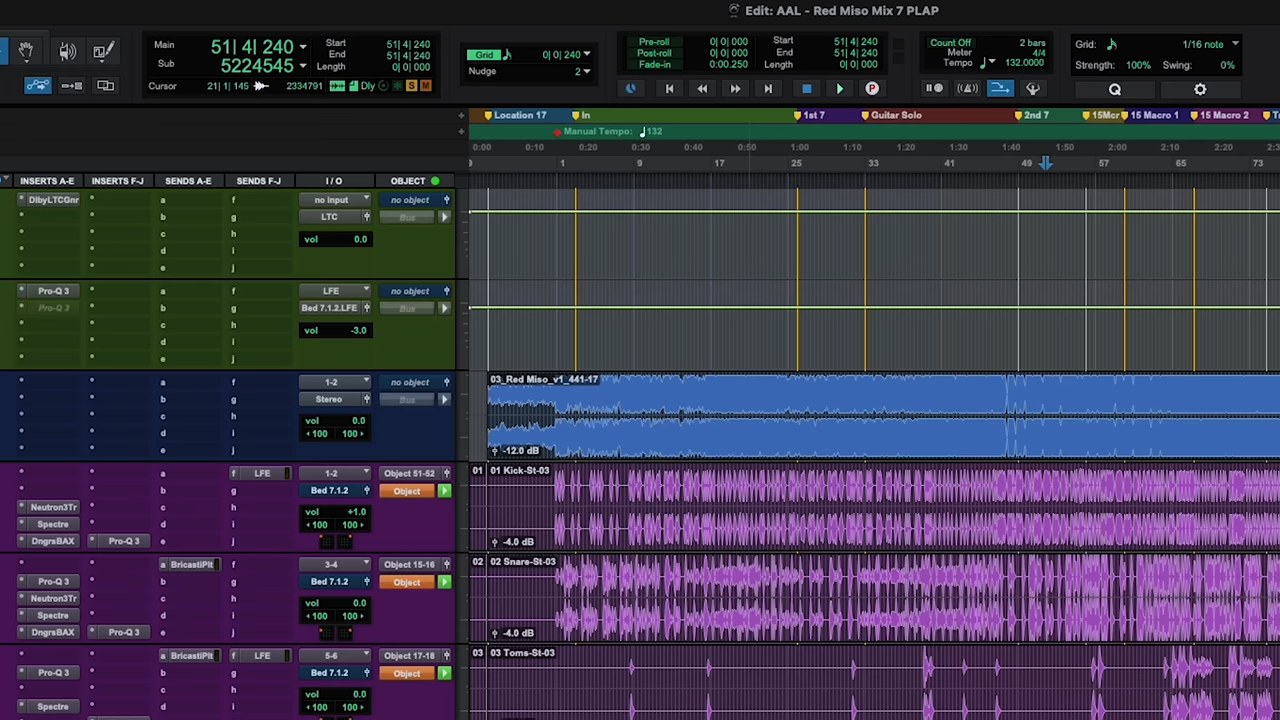 Edit: AAL - Red Miso Mix 7 PLAP
Main 51| 4| 240
Sub 5224545
Start 51| 4| 240
End 51| 4| 240
Length 0| 0| 000
Cursor 21| 1| 145 2334791 Dly S M
Grid 0| 0| 240
Nudge 2
Pre-roll 0| 0| 000
Post-roll 0| 0| 000
Fade-in 0:00.250
Start 51| 4| 240
End 51| 4| 240
Length 0| 0| 000
P
Count Off 2 bars
Meter 4/4
Tempo 132.0000
Grid: 1/16 note
Strength: 100% Swing: 0%
Q
Location 17 In 1st 7 Guitar Solo 2nd 7 15Mcr 15 Macro 1 15 Macro 2
Manual Tempo: 132
0:00 0:10 0:20 0:30 0:40 0:50 1:00 1:10 1:20 1:30 1:40 1:50 2:00 2:10 2:3
9 1 9 17 25 33 41 49 57 65 73
INSERTS A-E INSERTS F-J SENDS A-E SENDS F-J I / O OBJECT
DlbyLTCGnr a f no input no object
b g LTC Bus
c h vol 0.0
d i
e j
Pro-Q 3 a f LFE no object
Pro-Q 3 b g Bed 7.1.2.LFE Bus
c h vol -3.0
d i
e j
a f 1-2 no object 03_Red Miso_v1_441-17
b g Stereo Bus
c h vol 0.0
d i 100 100
e j -12.0 dB
a f LFE 1-2 Object 51-52 01 01 Kick-St-03
b g Bed 7.1.2 Object
Neutron3Tr c h vol +1.0
Spectre d i 100 100
DngrsBAX Pro-Q 3 e j -4.0 dB
a BricastiPlt f 3-4 Object 15-16 02 02 Snare-St-03
Pro-Q 3 b g Bed 7.1.2 Object
Neutron3Tr c h vol 0.0
Spectre d i 100 100
DngrsBAX Pro-Q 3 e j -4.0 dB
a BricastiPlt f LFE 5-6 Object 17-18 03 03 Toms-St-03
Pro-Q 3 b g Bed 7.1.2 Object
c h vol 0.0
Spectre d i 100 100